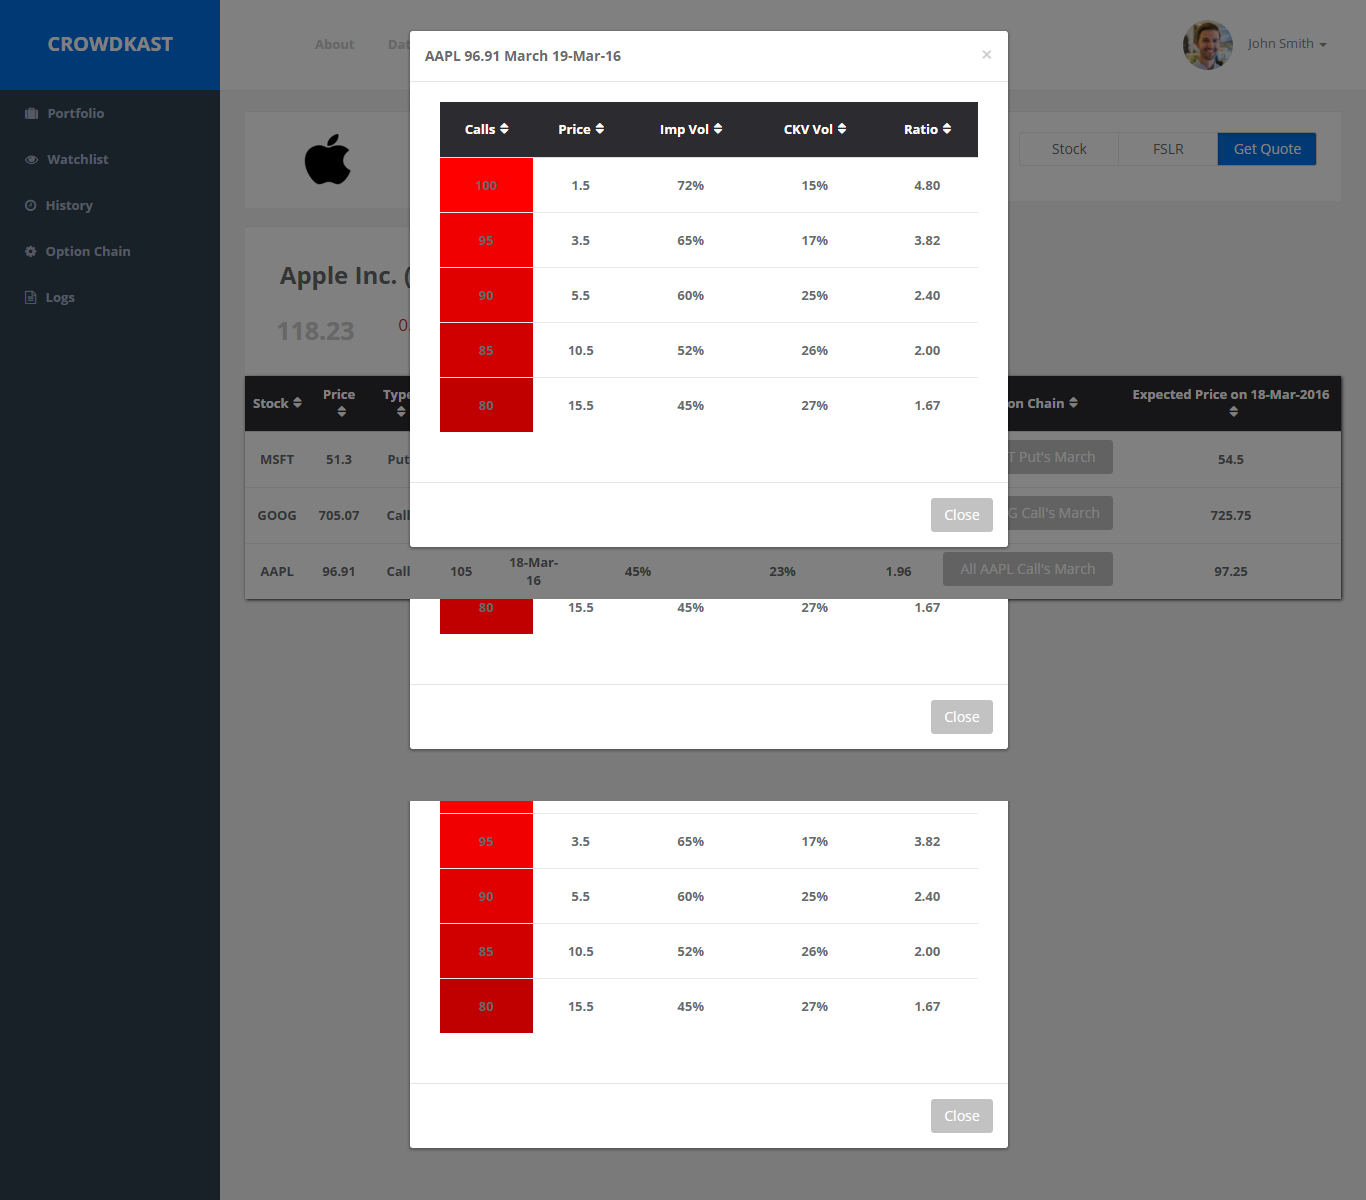 CROWDKAST
About
John Smith
Portfolio
Watchlist
History
Option Chain
Logs
Stock FSLR Get Quote
Apple Inc. (
118.23
Stock Price Type on Chain Expected Price on 18-Mar-2016
MSFT 51.3 Put T Put's March 54.5
GOOG 705.07 Call G Call's March 725.75
AAPL 96.91 Call 105 18-Mar-16 45% 23% 1.96 All AAPL Call's March 97.25
AAPL 96.91 March 19-Mar-16 ×
Calls Price Imp Vol CKV Vol Ratio
100 1.5 72% 15% 4.80
95 3.5 65% 17% 3.82
90 5.5 60% 25% 2.40
85 10.5 52% 26% 2.00
80 15.5 45% 27% 1.67
Close
80 15.5 45% 27% 1.67
Close
95 3.5 65% 17% 3.82
90 5.5 60% 25% 2.40
85 10.5 52% 26% 2.00
80 15.5 45% 27% 1.67
Close